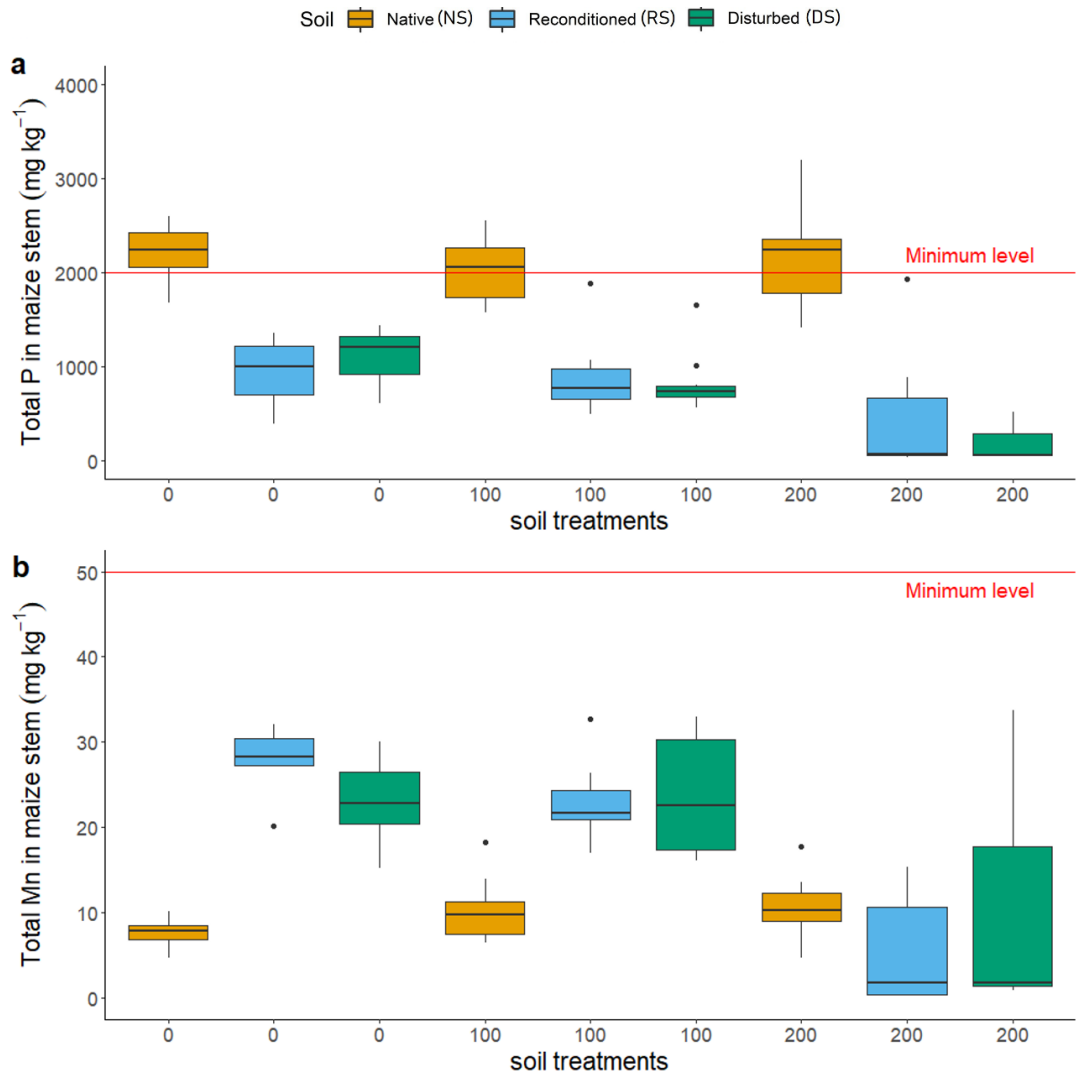 Soil Native (NS) Reconditioned (RS) Disturbed (DS)
a
Total P in maize stem (mg kg⁻¹)
4000
3000
2000
1000
0
Minimum level
0 0 0 100 100 100 200 200 200
soil treatments
b
Total Mn in maize stem (mg kg⁻¹)
50
40
30
20
10
0
Minimum level
0 0 0 100 100 100 200 200 200
soil treatments